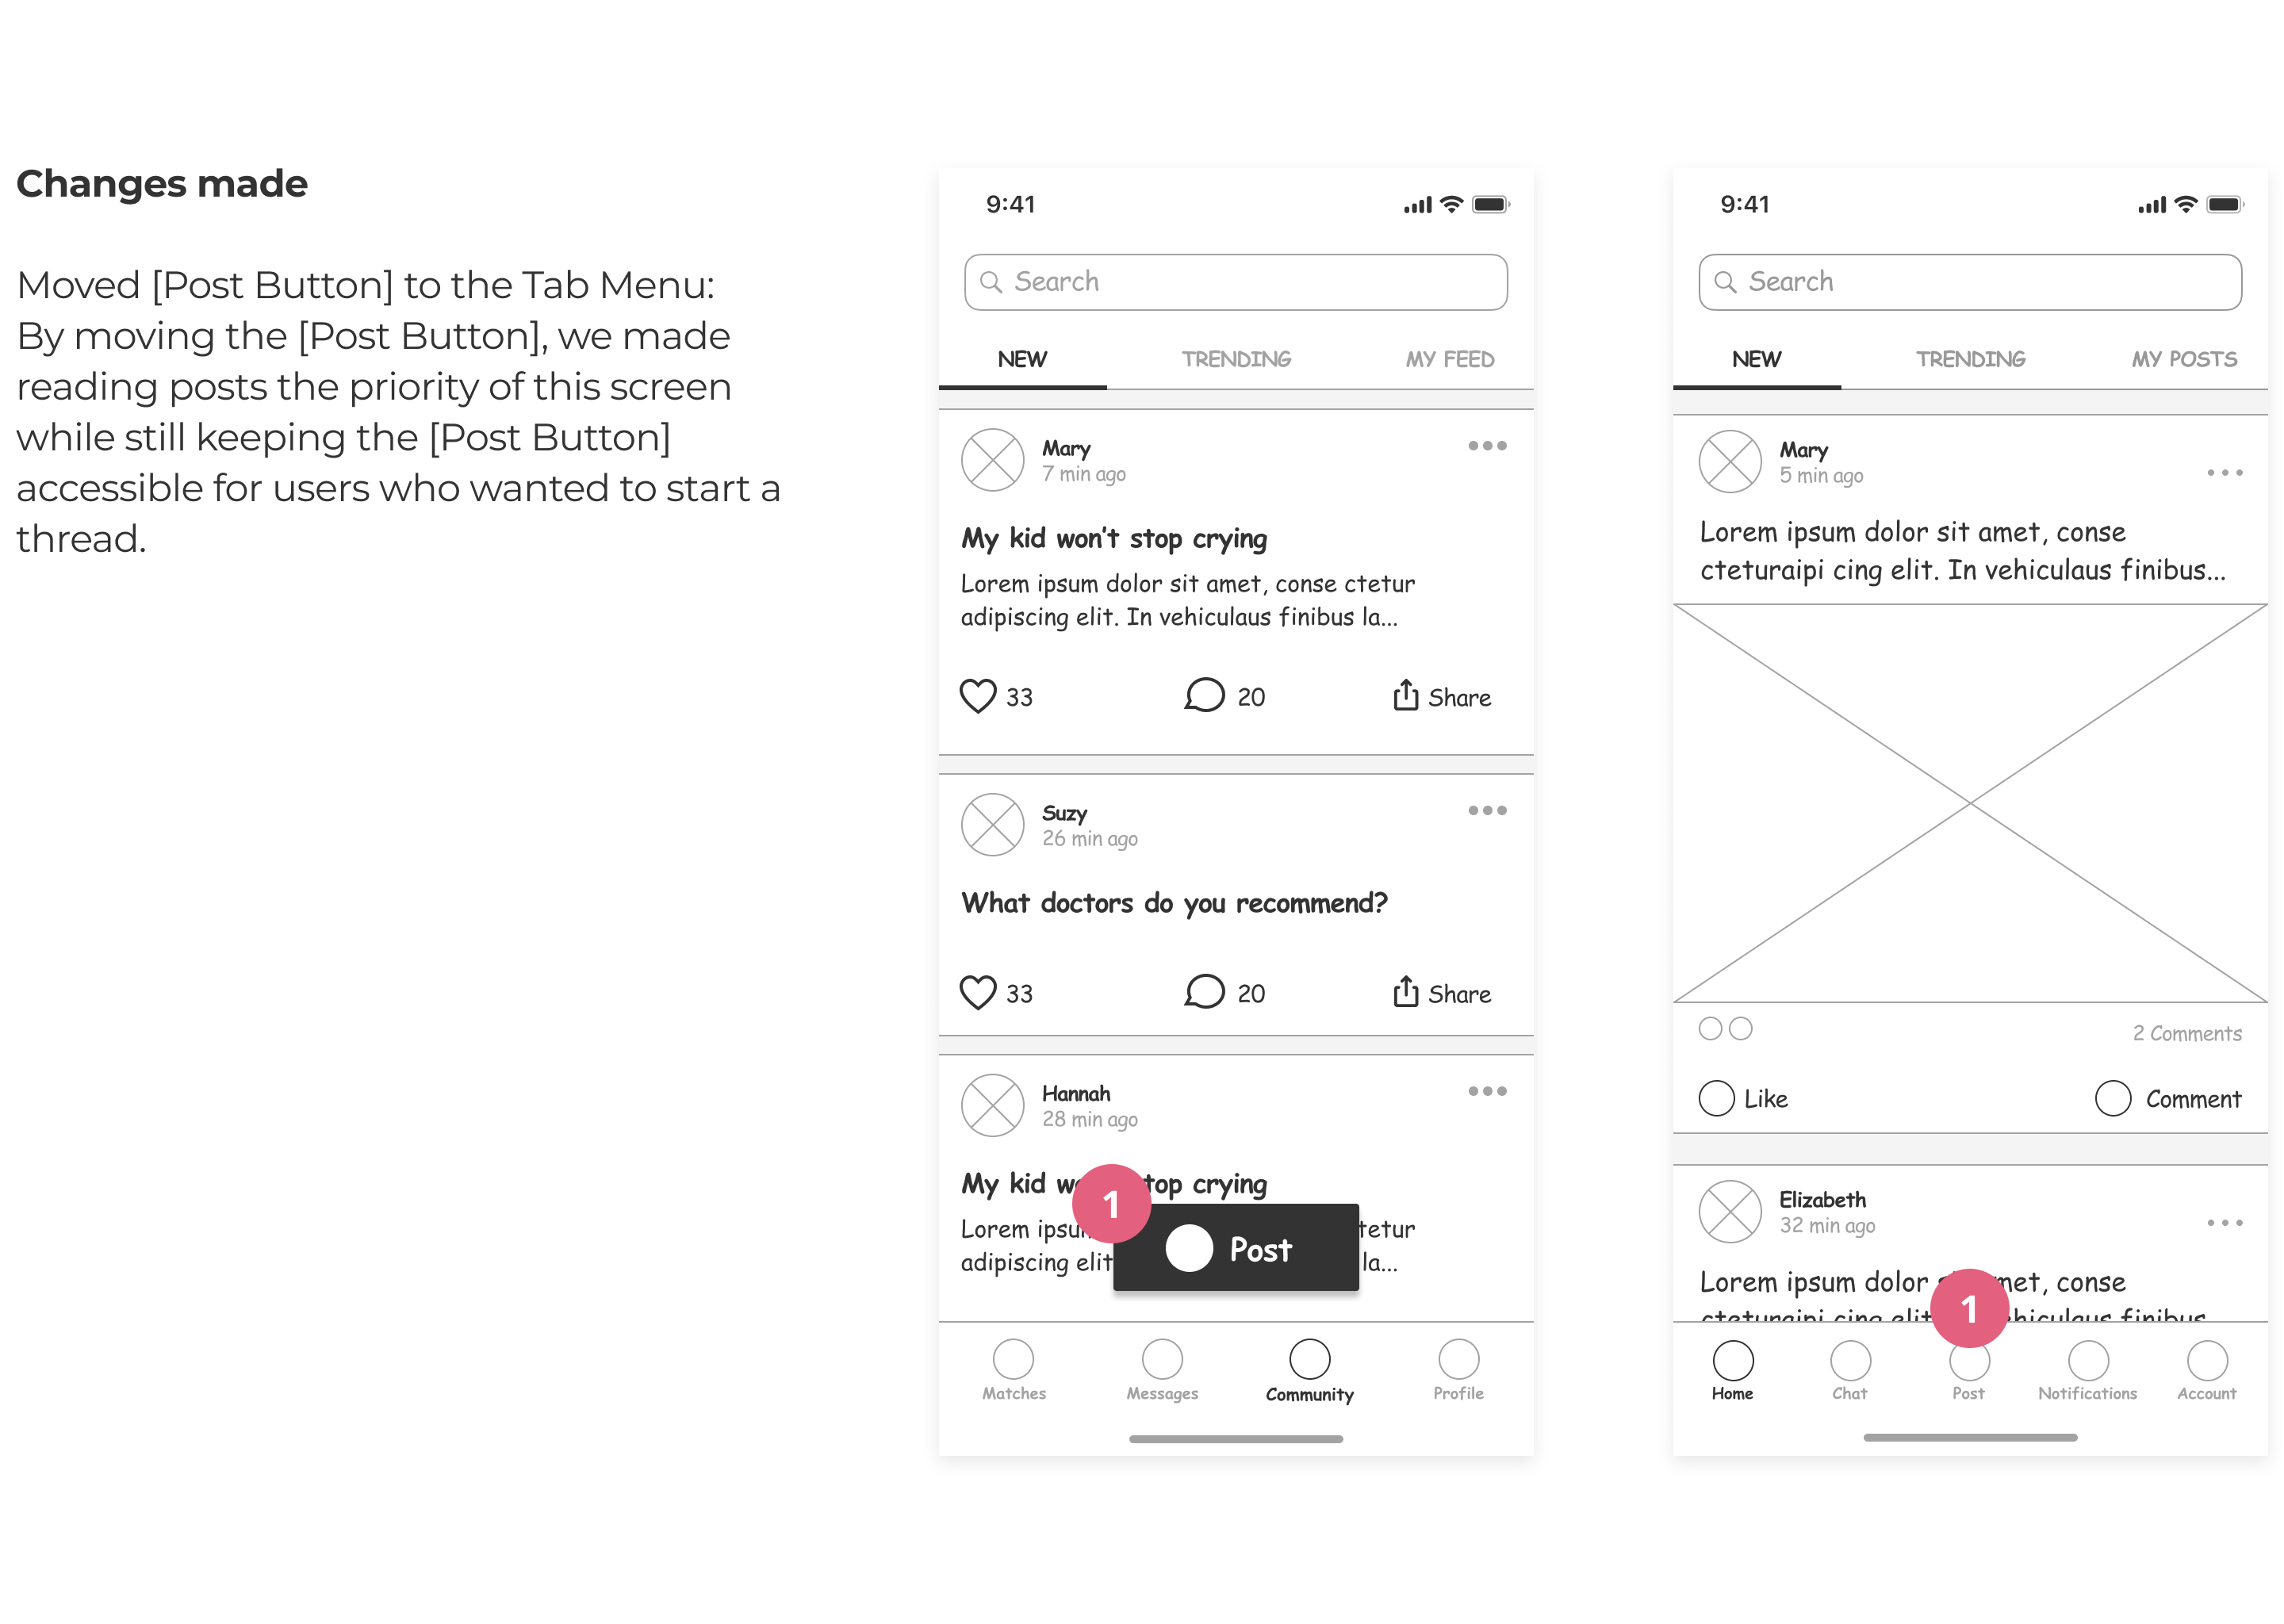 Changes made
Moved [Post Button] to the Tab Menu:
By moving the [Post Button], we made
reading posts the priority of this screen
while still keeping the [Post Button]
accessible for users who wanted to start a
thread.
9:41
Search
NEW TRENDING MY FEED
Mary
7 min ago
My kid won't stop crying
Lorem ipsum dolor sit amet, conse ctetur
adipiscing elit. In vehiculaus finibus la...
33 20 Share
Suzy
26 min ago
What doctors do you recommend?
33 20 Share
Hannah
28 min ago
My kid top crying
Lorem tetur
adipiscing elit la...
1
Post
Matches Messages Community Profile
9:41
Search
NEW TRENDING MY POSTS
Mary
5 min ago
Lorem ipsum dolor sit amet, conse
cteturaipi cing elit. In vehiculaus finibus...
2 Comments
Like Comment
Elizabeth
32 min ago
Lorem ipsum dolor met, conse
cteturaipi cing elit finibus
1
Home Chat Post Notifications Account